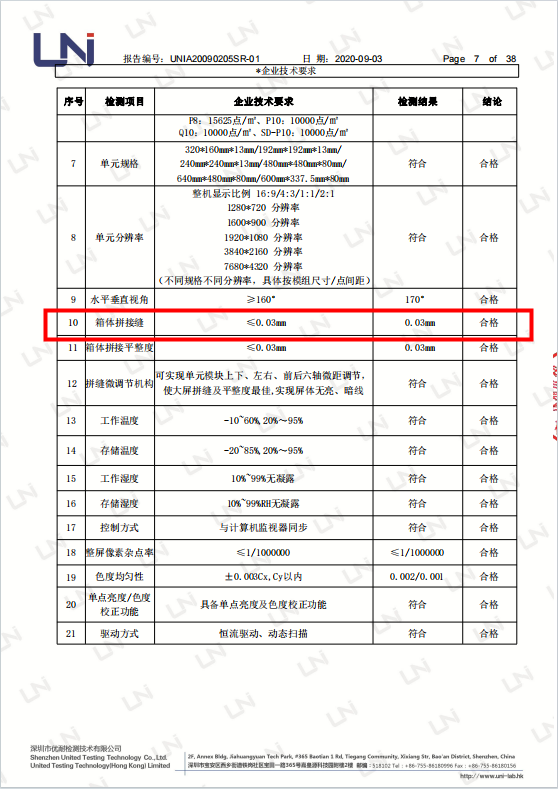 LNi
报告编号: UNIA20090205SR-01 日 期: 2020-09-03 Page 7 of 38
*企业技术要求
序号 检测项目 企业技术要求 检测结果 结论
P8: 15625点/㎡、P10: 10000点/㎡
Q10: 10000点/㎡、SD-P10: 10000点/㎡
7 单元规格 320*160mm*13mm/192mm*192mm*13mm/
240mm*240mm*13mm/480mm*480mm*80mm/
640mm*480mm*80mm/600mm*337.5mm*80mm 符合 合格
8 单元分辨率 整机显示比例 16:9/4:3/1:1/2:1
1280*720 分辨率
1600*900 分辨率
1920*1080 分辨率
3840*2160 分辨率
7680*4320 分辨率
(不同规格不同分辨率, 具体按模组尺寸/点间距) 符合 合格
9 水平垂直视角 ≥160° 170° 合格
10 箱体拼接缝 ≤0.03mm 0.03mm 合格
11 箱体拼接平整度 ≤0.03mm 0.03mm 合格
12 拼缝微调节机构 可实现单元模块上下、左右、前后六轴微距调节,
使大屏拼缝及平整度最佳,实现屏体无亮、暗线 符合 合格
13 工作温度 -10~60%,20%～95% 符合 合格
14 存储温度 -20~85%,20%～95% 符合 合格
15 工作湿度 10%~99%无凝露 符合 合格
16 存储湿度 10%~99%RH无凝露 符合 合格
17 控制方式 与计算机监视器同步 符合 合格
18 整屏像素杂点率 ≤1/1000000 ≤1/1000000 合格
19 色度均匀性 ±0.003Cx,Cy以内 0.002/0.001 合格
20 单点亮度/色度
校正功能 具备单点亮度及色度校正功能 符合 合格
21 驱动方式 恒流驱动、动态扫描 符合 合格
深圳市优耐检测技术有限公司
Shenzhen United Testing Technology Co.,Ltd.
United Testing Technology(Hong Kong) Limited
2F, Annex Bldg, Jiahuangyuan Tech Park, #365 Baotian 1 Rd, Tiegang Community, Xixiang Str, Bao'an District, Shenzhen, China
深圳市宝安区西乡街道铁岗社区宝田一路365号嘉皇源科技园附楼2楼 邮编:518102 Tel:+86-755-86180996 Fax:+86-755-86180156
http://www.uni-lab.hk